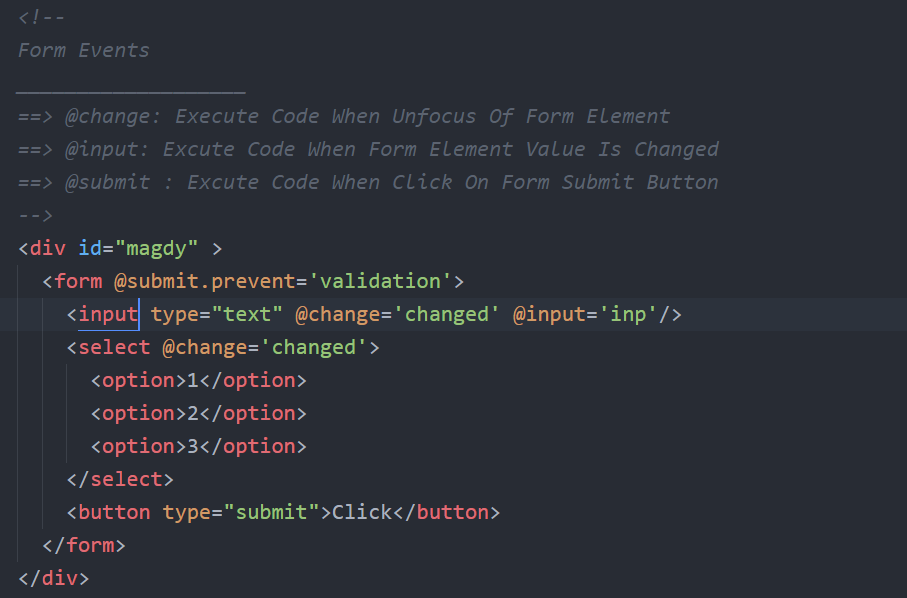 <!--
Form Events
___________________
==> @change: Execute Code When Unfocus Of Form Element
==> @input: Excute Code When Form Element Value Is Changed
==> @submit : Excute Code When Click On Form Submit Button
-->
<div id="magdy" >
  <form @submit.prevent='validation'>
    <input type="text" @change='changed' @input='inp'/>
    <select @change='changed'>
      <option>1</option>
      <option>2</option>
      <option>3</option>
    </select>
    <button type="submit">Click</button>
  </form>
</div>